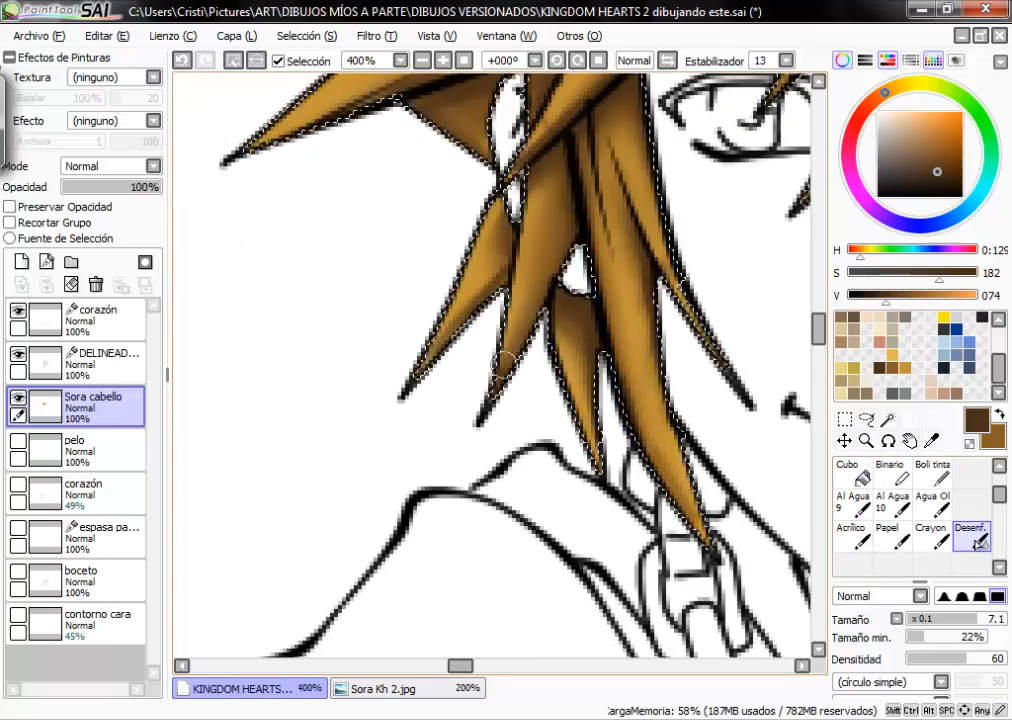 PaintTool SAI C:\Users\Cristi\Pictures\ART\DIBUJOS MÍOS A PARTE\DIBUJOS VERSIONADOS\KINGDOM HEARTS 2 dibujando este.sai (*)
Archivo (F) Editar (E) Lienzo (C) Capa (L) Selección (S) Filtro (T) Vista (V) Ventana (W) Otros (O)
Efectos de Pinturas
Selección 400% +000º Normal Estabilizador 13
Textura (ninguno)
Escalar 100% 20
Efecto (ninguno)
Anchura 1 100
Mode Normal
Opacidad 100%
Preservar Opacidad
Recortar Grupo
Fuente de Selección
corazón
Normal
100%
DELINEAD...
Normal
100%
Sora cabello
Normal
100%
pelo
Normal
100%
corazón
Normal
49%
espasa pa...
Normal
100%
boceto
Normal
100%
contorno cara
Normal
45%
H 0:129
S 182
V 074
Cubo Binario Boli tinta
Al Agua 9 Al Agua 10 Agua Ol
Acrílico Papel Crayon Desenf.
Normal
Tamaño x 0.1 7.1
Tamaño min. 22%
Densitidad 60
(círculo simple) 50
KINGDOM HEARTS... 400% Sora Kh 2.jpg 200%
CargaMemoria: 58% (187MB usados / 782MB reservados) Shift Ctrl Alt SPC Any